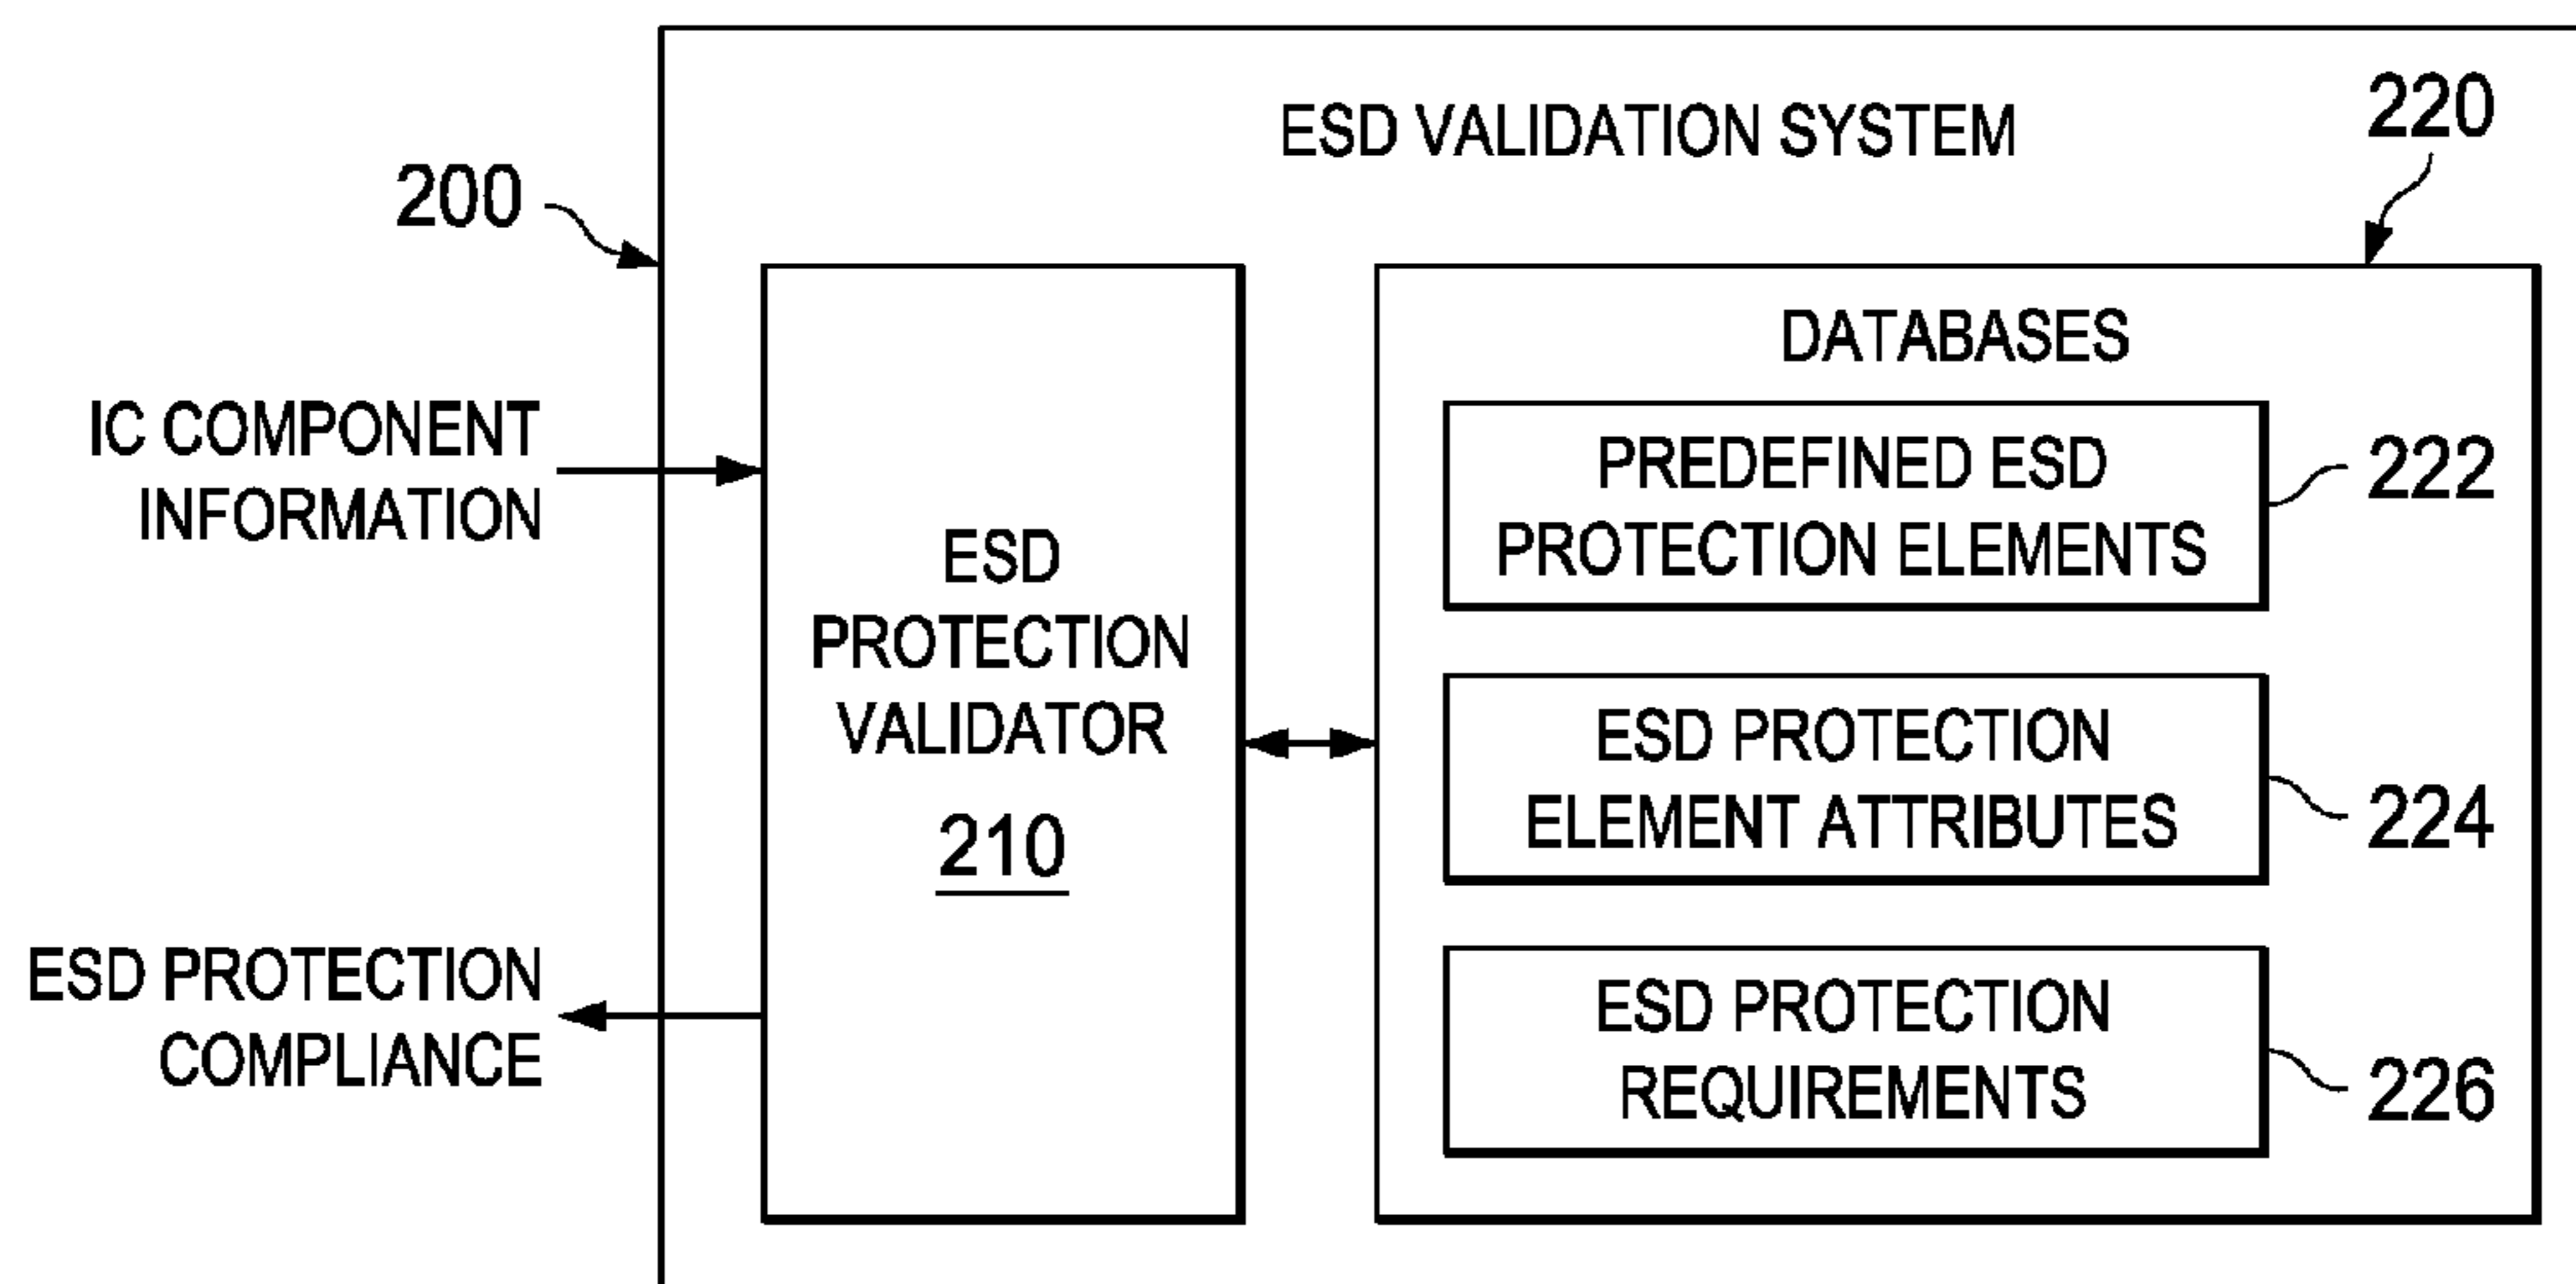 ESD VALIDATION SYSTEM
220
200
DATABASES
IC COMPONENT
INFORMATION
PREDEFINED ESD
PROTECTION ELEMENTS
222
ESD
PROTECTION
VALIDATOR
210
ESD PROTECTION
ELEMENT ATTRIBUTES
224
ESD PROTECTION
COMPLIANCE
ESD PROTECTION
REQUIREMENTS
226